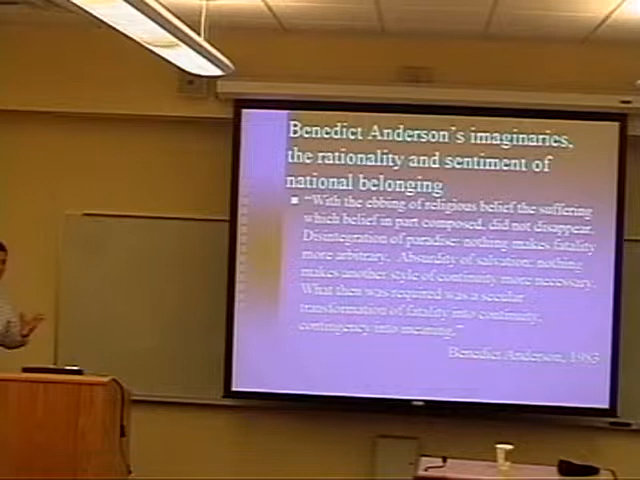 Benedict Anderson's imaginaries,
the rationality and sentiment of
national belonging
"With the ebbing of religious belief the suffering
which belief in part composed, did not disappear.
Disintegration of paradise: nothing makes fatality
more arbitrary. Absurdity of salvation: nothing
makes another style of continuity more necessary.
What then was required was a secular
transformation of fatality into continuity,
contingency into meaning."
Benedict Anderson, 1983